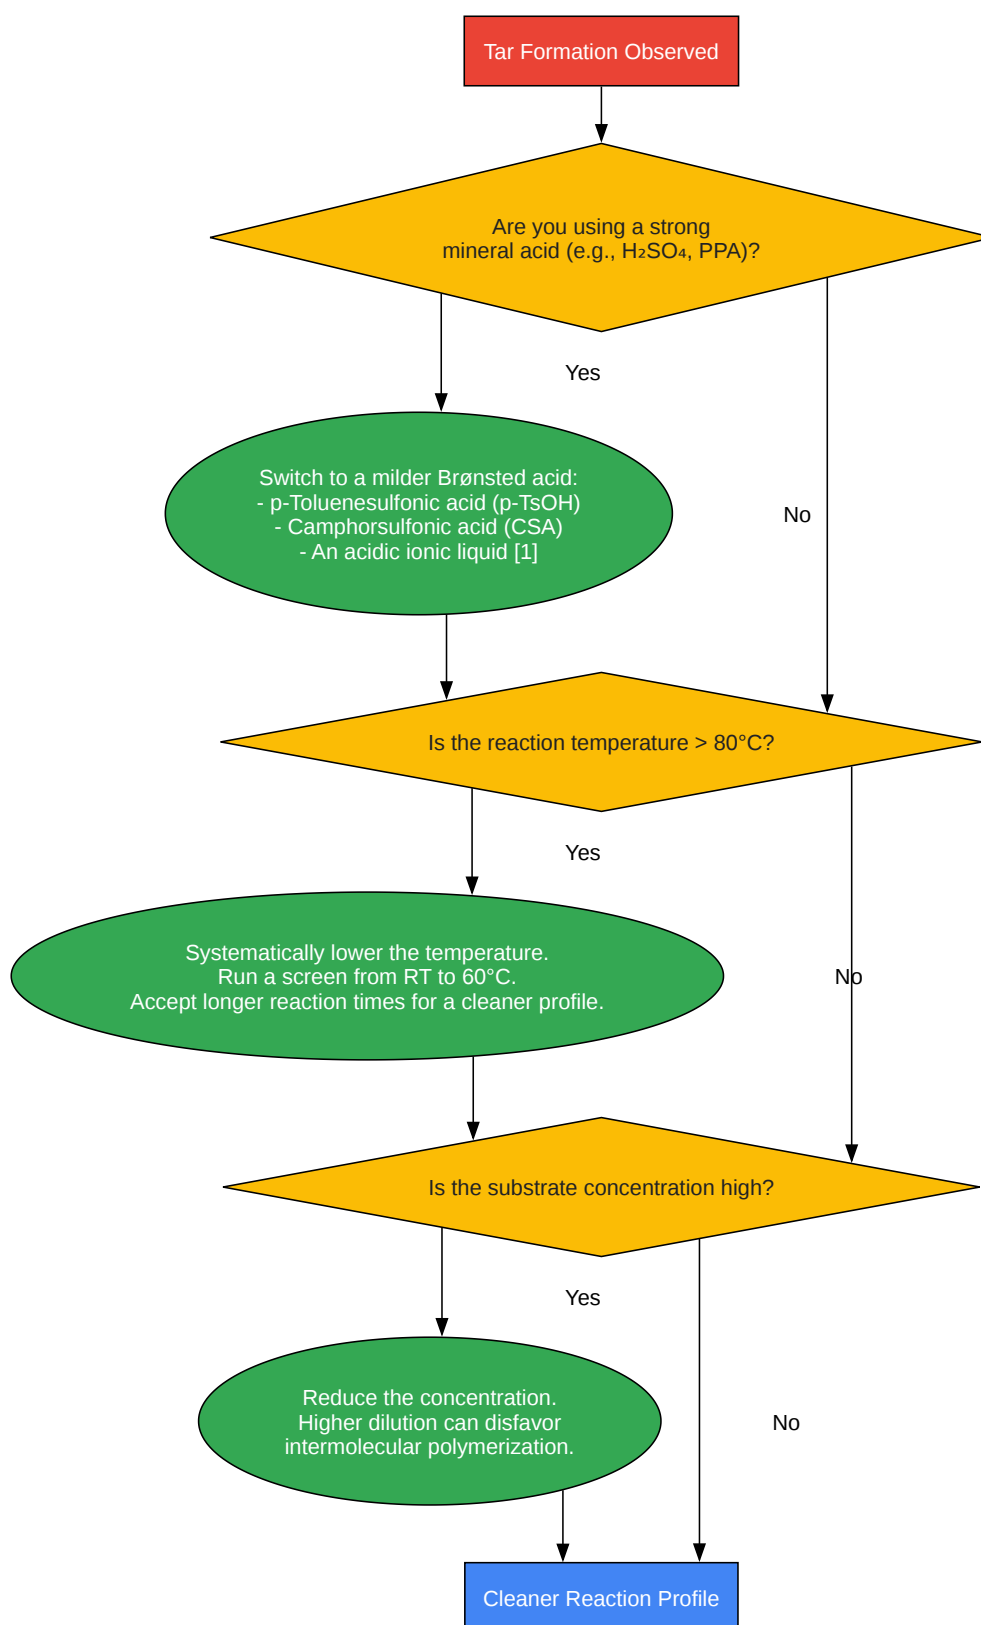 Tar Formation Observed
Are you using a strong
mineral acid (e.g., H₂SO₄, PPA)?
Yes
Switch to a milder Brønsted acid:
- p-Toluenesulfonic acid (p-TsOH)
- Camphorsulfonic acid (CSA)
- An acidic ionic liquid [1]
No
Is the reaction temperature > 80°C?
Yes
Systematically lower the temperature.
Run a screen from RT to 60°C.
Accept longer reaction times for a cleaner profile.
No
Is the substrate concentration high?
Yes
Reduce the concentration.
Higher dilution can disfavor
intermolecular polymerization.
No
Cleaner Reaction Profile